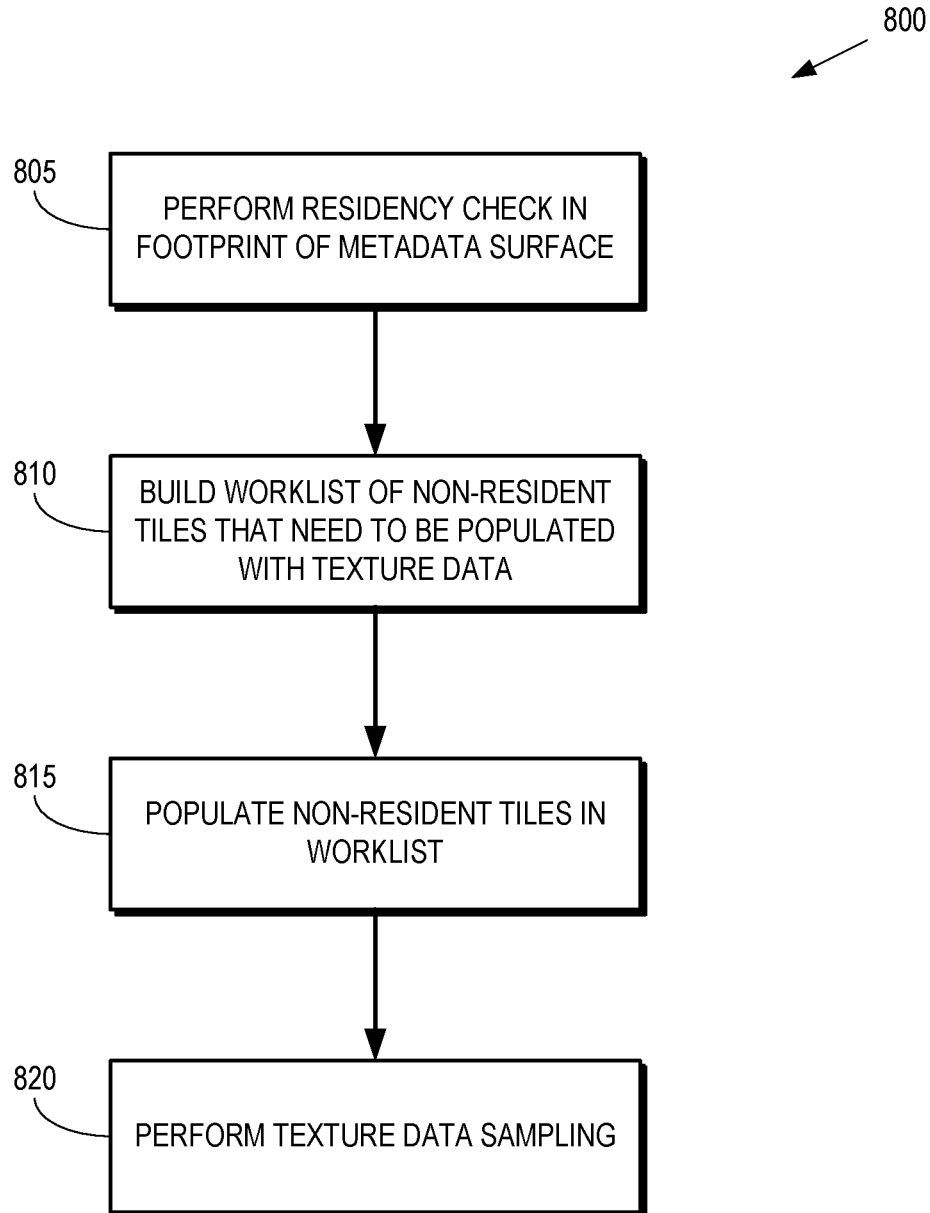 800
805
PERFORM RESIDENCY CHECK IN
FOOTPRINT OF METADATA SURFACE
810
BUILD WORKLIST OF NON-RESIDENT
TILES THAT NEED TO BE POPULATED
WITH TEXTURE DATA
815
POPULATE NON-RESIDENT TILES IN
WORKLIST
820
PERFORM TEXTURE DATA SAMPLING